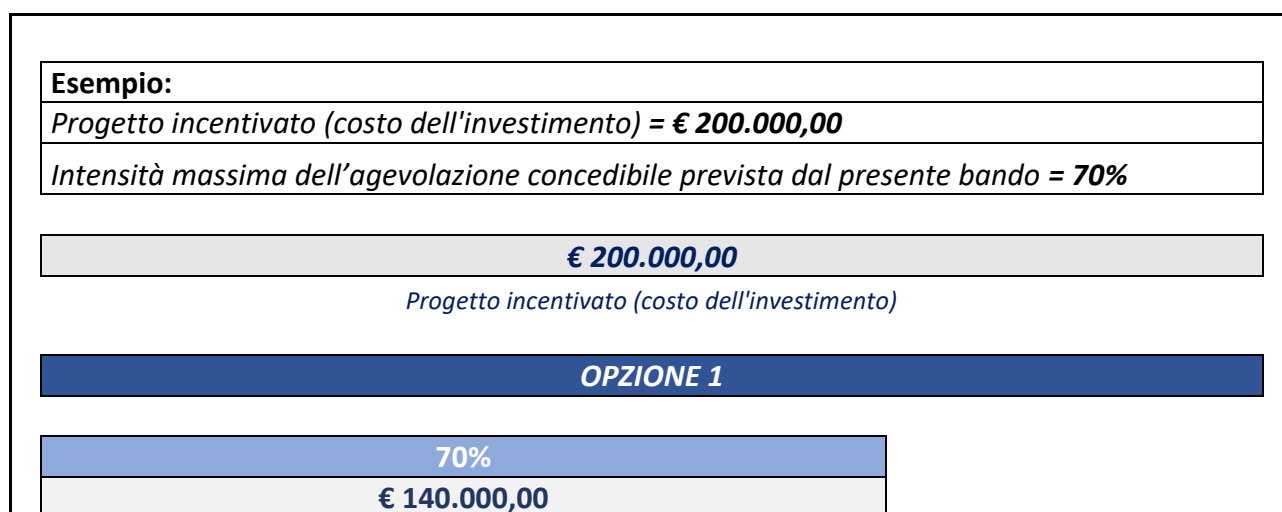 Esempio:
Progetto incentivato (costo dell'investimento) = € 200.000,00
Intensità massima dell’agevolazione concedibile prevista dal presente bando = 70%
€ 200.000,00
Progetto incentivato (costo dell'investimento)
OPZIONE 1
70%
€ 140.000,00